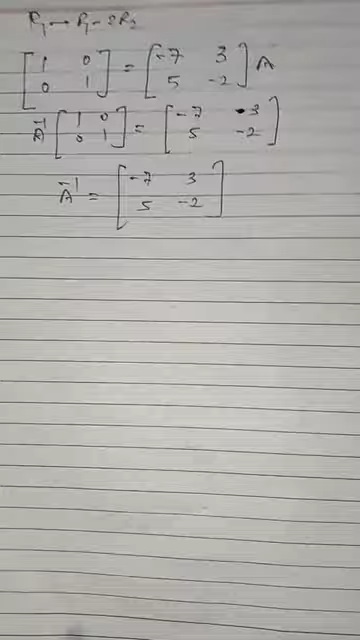 R₁ → R₁ - 2R₂
[1 0; 0 1] = [-7 3; 5 -2] A
A⁻¹ [1 0; 0 1] = [-7 3; 5 -2]
A⁻¹ = [-7 3; 5 -2]